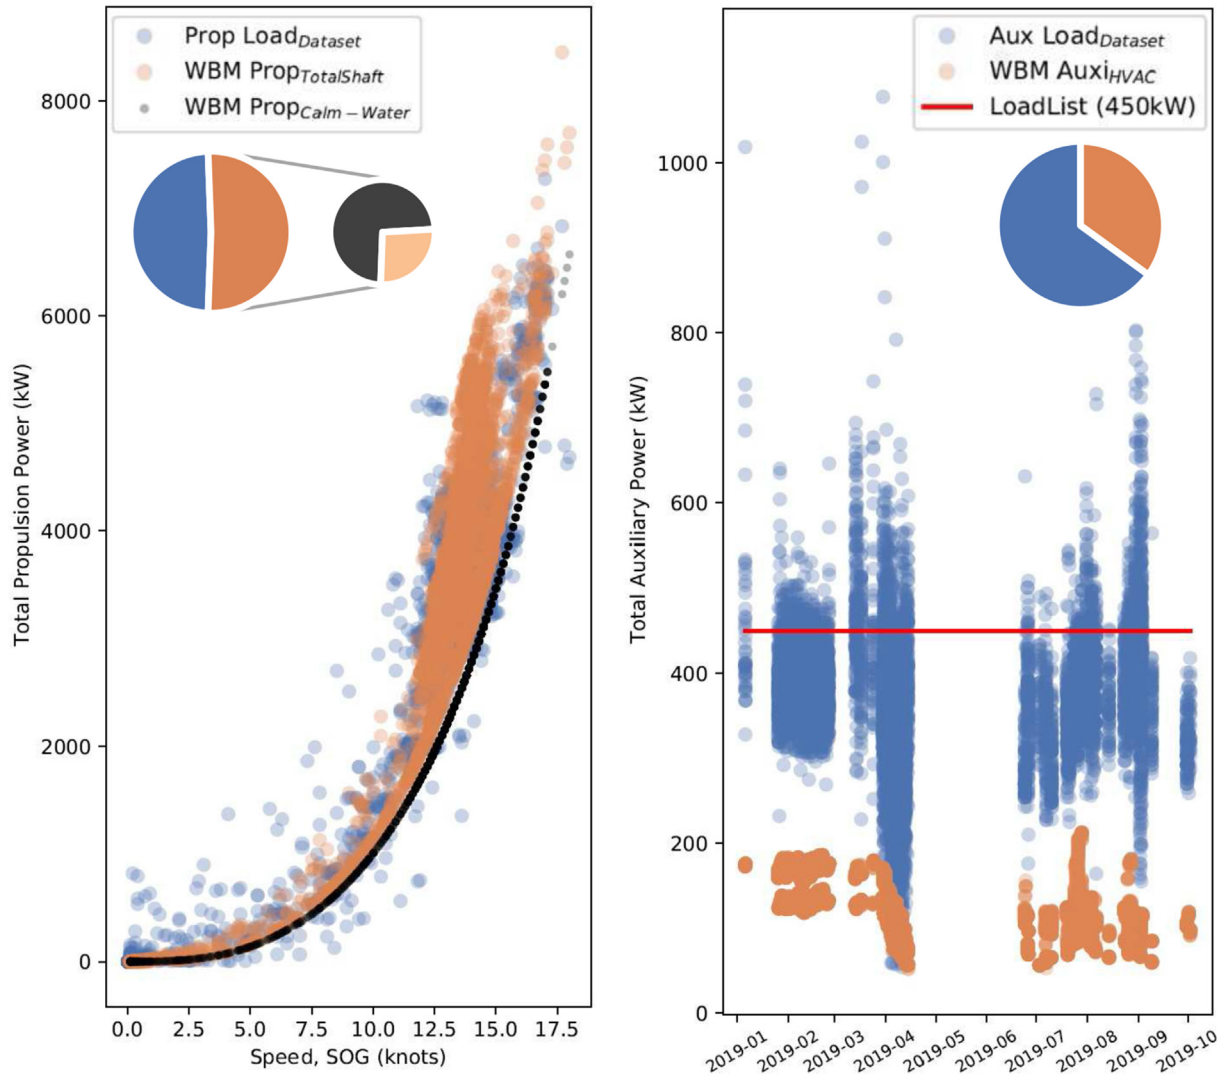 Prop Load_Dataset
WBM Prop_TotalShaft
WBM Prop_Calm−Water
8000
6000
4000
2000
0
Total Propulsion Power (kW)
0.0 2.5 5.0 7.5 10.0 12.5 15.0 17.5
Speed, SOG (knots)
Aux Load_Dataset
WBM Auxi_HVAC
LoadList (450kW)
1000
800
600
400
200
0
Total Auxiliary Power (kW)
2019-01 2019-02 2019-03 2019-04 2019-05 2019-06 2019-07 2019-08 2019-09 2019-10